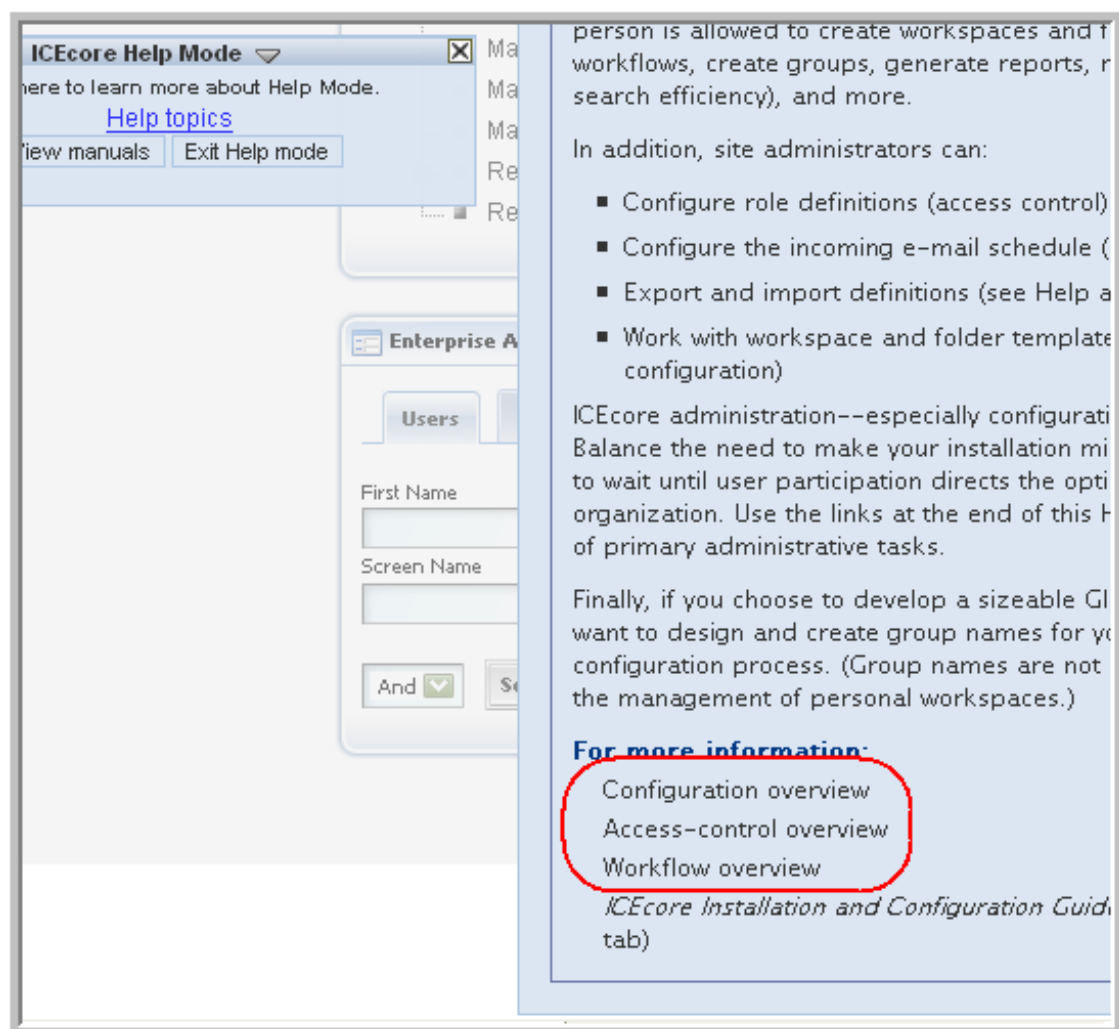 ICEcore Help Mode
here to learn more about Help Mode.
Help topics
View manuals Exit Help mode
Ma
Ma
Ma
Re
Re
Enterprise A
Users
First Name
Screen Name
And
Se
person is allowed to create workspaces and f
workflows, create groups, generate reports, r
search efficiency), and more.
In addition, site administrators can:
Configure role definitions (access control)
Configure the incoming e-mail schedule (
Export and import definitions (see Help a
Work with workspace and folder template
configuration)
ICEcore administration--especially configurati
Balance the need to make your installation mi
to wait until user participation directs the opti
organization. Use the links at the end of this H
of primary administrative tasks.
Finally, if you choose to develop a sizeable Gl
want to design and create group names for yo
configuration process. (Group names are not
the management of personal workspaces.)
For more information:
Configuration overview
Access-control overview
Workflow overview
ICEcore Installation and Configuration Guide
tab)